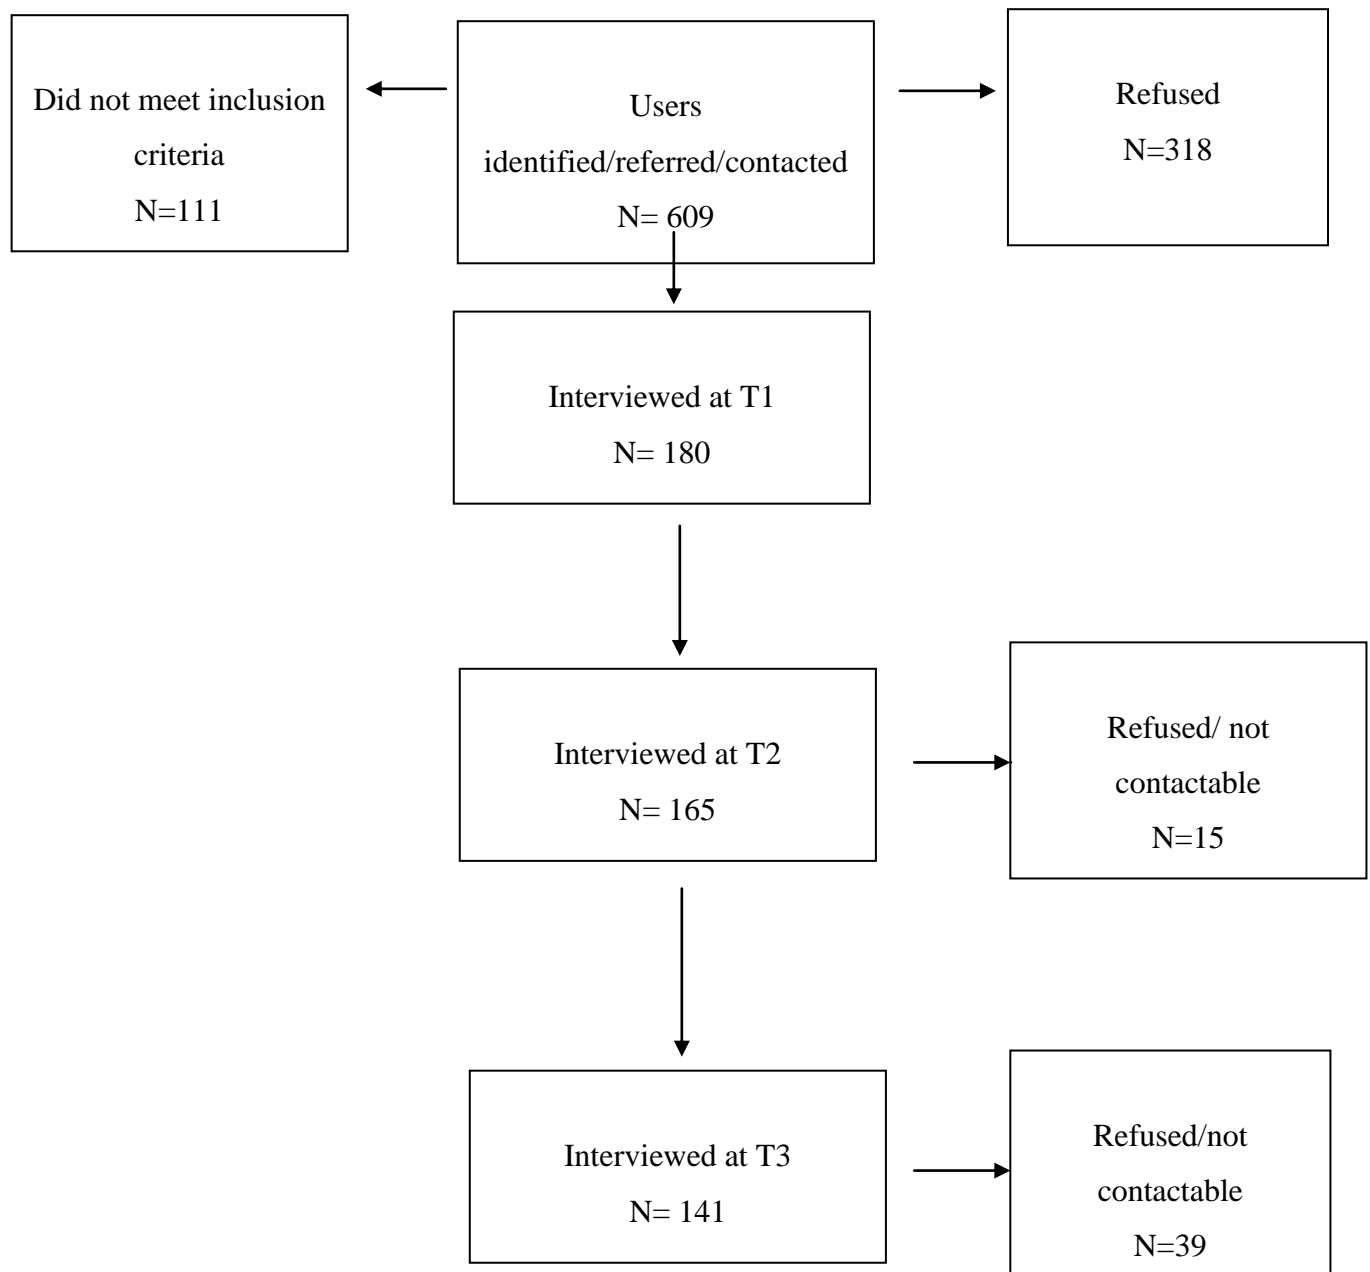 Did not meet inclusion
criteria
N=111
Users
identified/referred/contacted
N= 609
Refused
N=318
Interviewed at T1
N= 180
Interviewed at T2
N= 165
Refused/ not
contactable
N=15
Interviewed at T3
N= 141
Refused/not
contactable
N=39